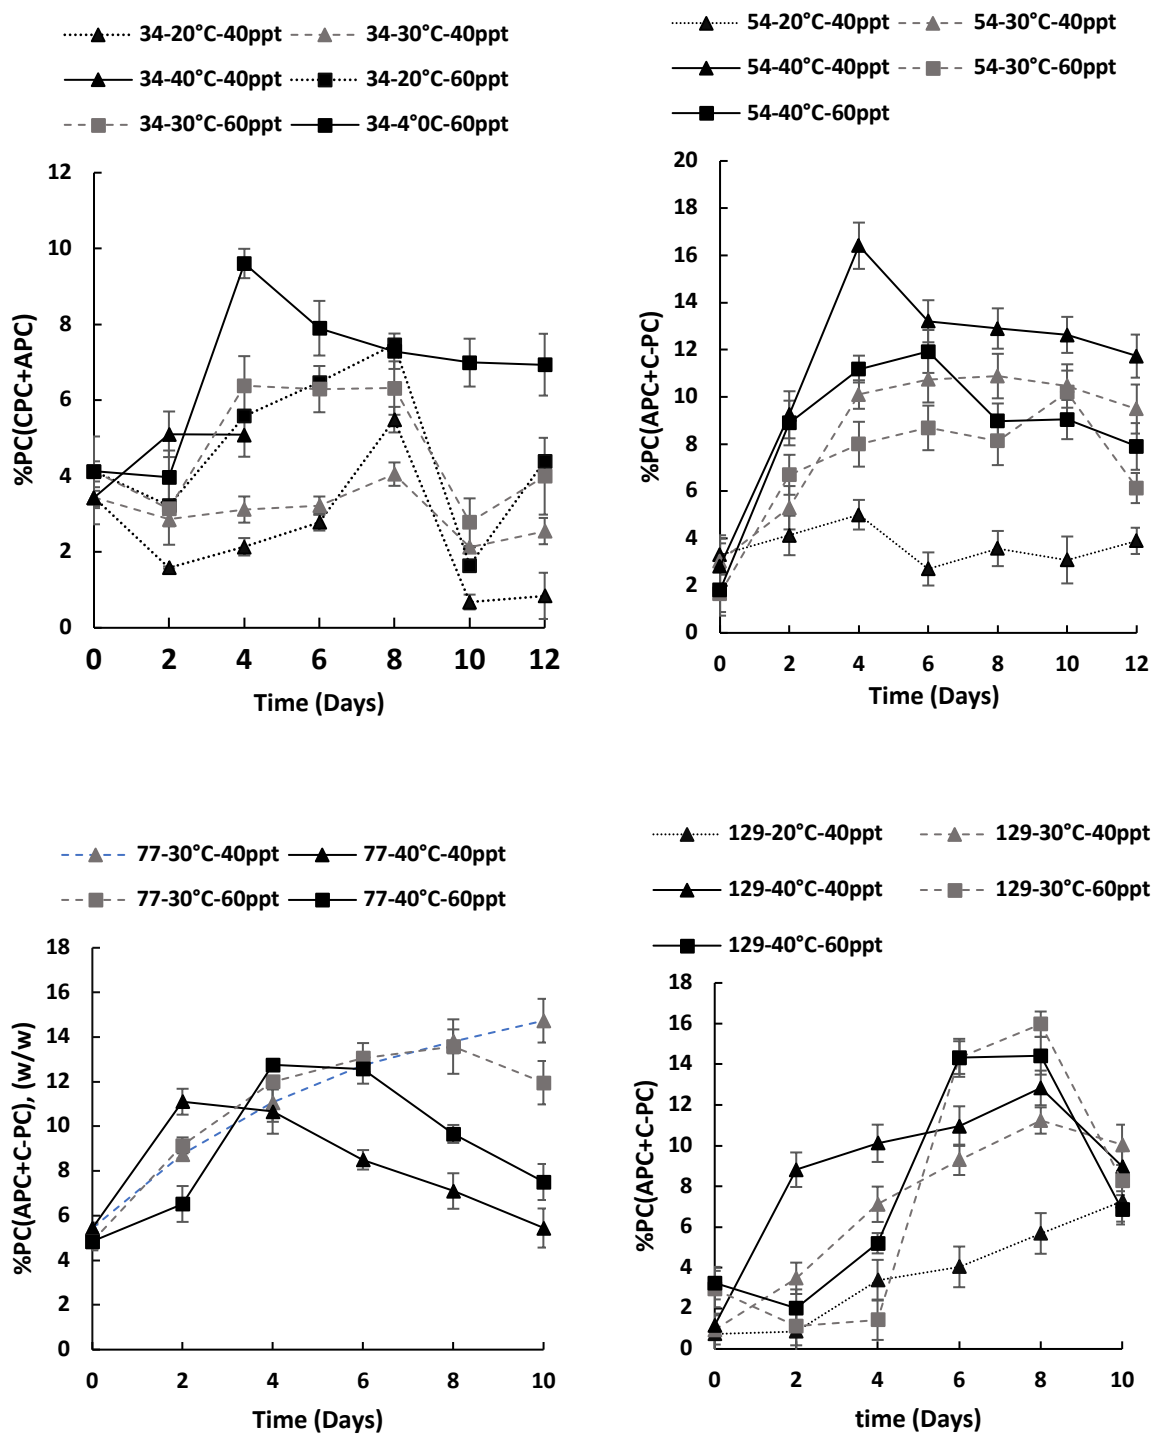 34-20°C-40ppt 34-30°C-40ppt
34-40°C-40ppt 34-20°C-60ppt
34-30°C-60ppt 34-4°0C-60ppt
%PC(CPC+APC)
12
10
8
6
4
2
0
0 2 4 6 8 10 12
Time (Days)
54-20°C-40ppt 54-30°C-40ppt
54-40°C-40ppt 54-30°C-60ppt
54-40°C-60ppt
%PC(APC+C-PC)
20
18
16
14
12
10
8
6
4
2
0
0 2 4 6 8 10 12
Time (Days)
77-30°C-40ppt 77-40°C-40ppt
77-30°C-60ppt 77-40°C-60ppt
%PC(APC+C-PC), (w/w)
18
16
14
12
10
8
6
4
2
0
0 2 4 6 8 10
Time (Days)
129-20°C-40ppt 129-30°C-40ppt
129-40°C-40ppt 129-30°C-60ppt
129-40°C-60ppt
%PC(APC+C-PC)
18
16
14
12
10
8
6
4
2
0
0 2 4 6 8 10
time (Days)